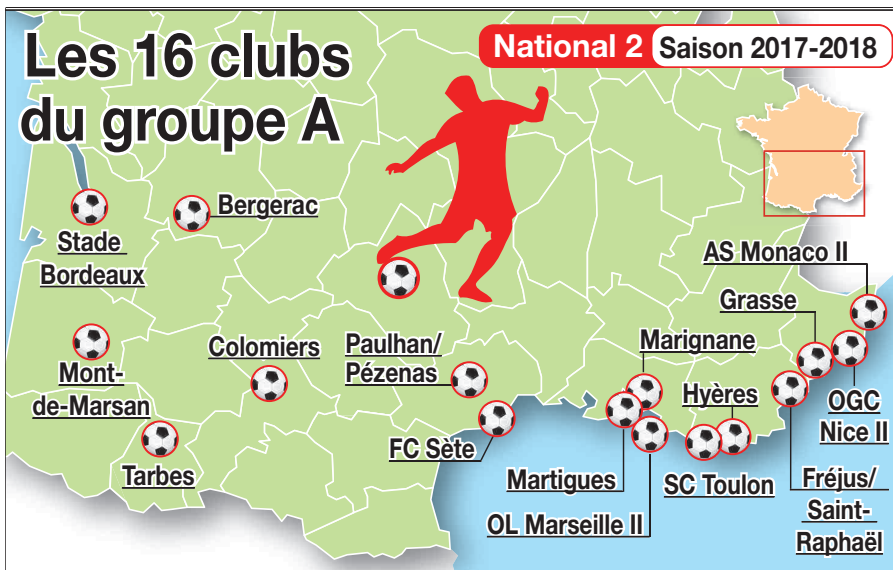 Les 16 clubs
du groupe A
National 2 Saison 2017-2018
Stade
Bordeaux
Bergerac
AS Monaco II
Grasse
Mont-
de-Marsan
Colomiers
Paulhan/
Pézenas
Marignane
Hyères
OGC
Nice II
Tarbes
FC Sète
Martigues
OL Marseille II
SC Toulon
Fréjus/
Saint-
Raphaël